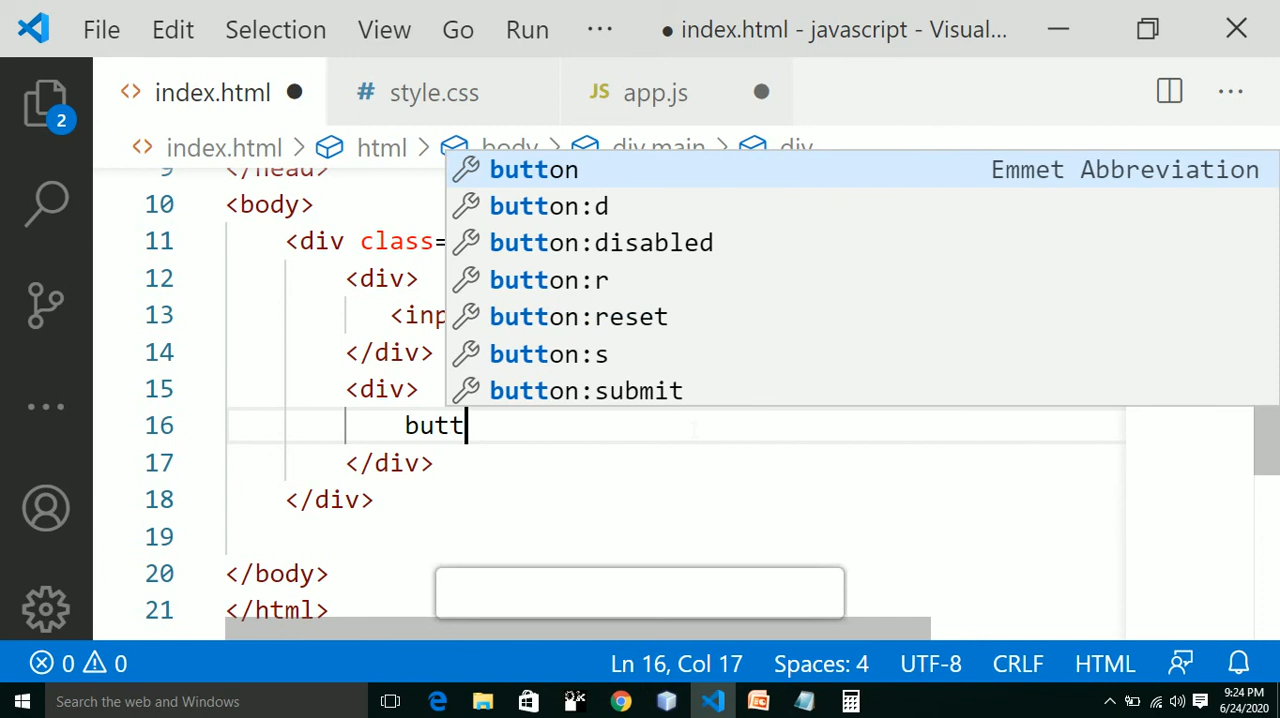 File Edit Selection View Go Run ··· ● index.html - javascript - Visual...
<> index.html ● # style.css JS app.js ●
<> index.html > html > body > div.main > div
2
9 </head>
10 <body>
11 <div class=
12 <div>
13 <inp
14 </div>
15 <div>
16 butt
17 </div>
18 </div>
19
20 </body>
21 </html>
button Emmet Abbreviation
button:d
button:disabled
button:r
button:reset
button:s
button:submit
0 0 Ln 16, Col 17 Spaces: 4 UTF-8 CRLF HTML
Search the web and Windows
9:24 PM
6/24/2020